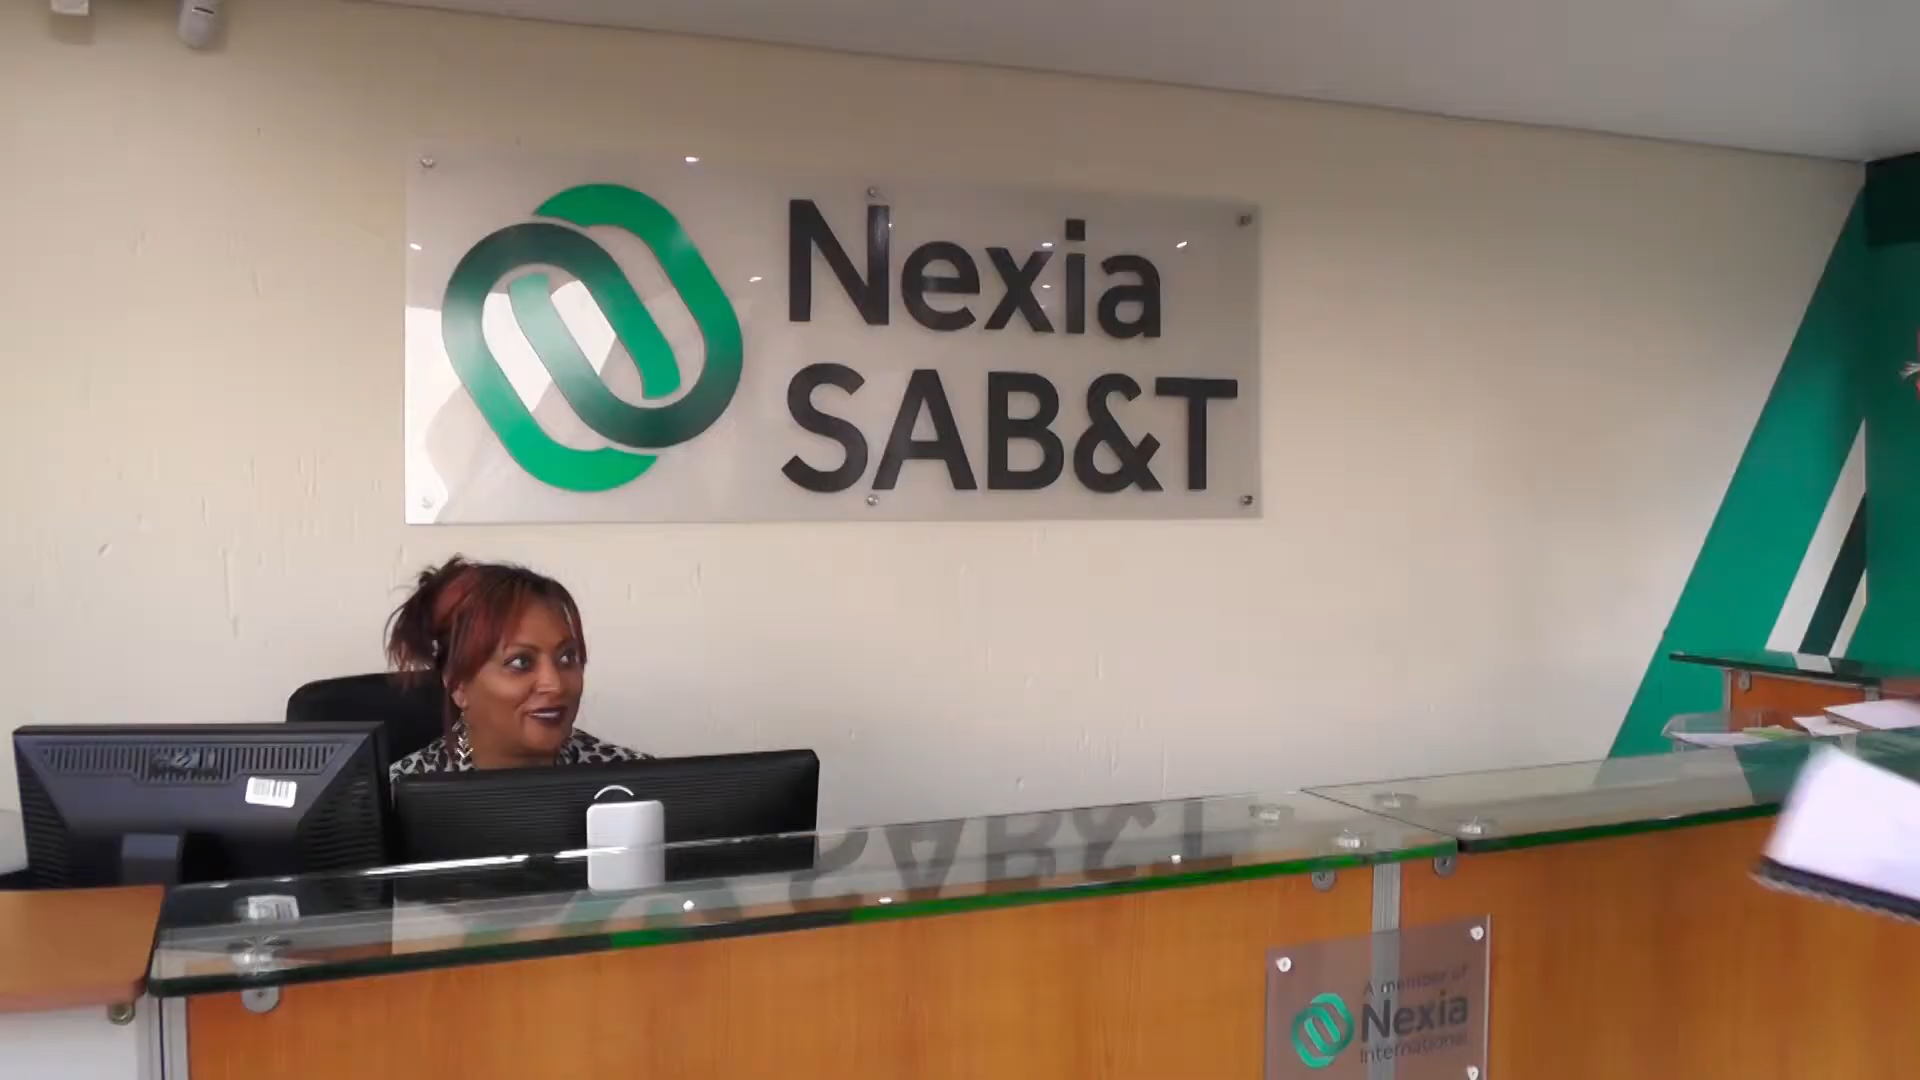 Nexia
SAB&T
A member of
Nexia
International